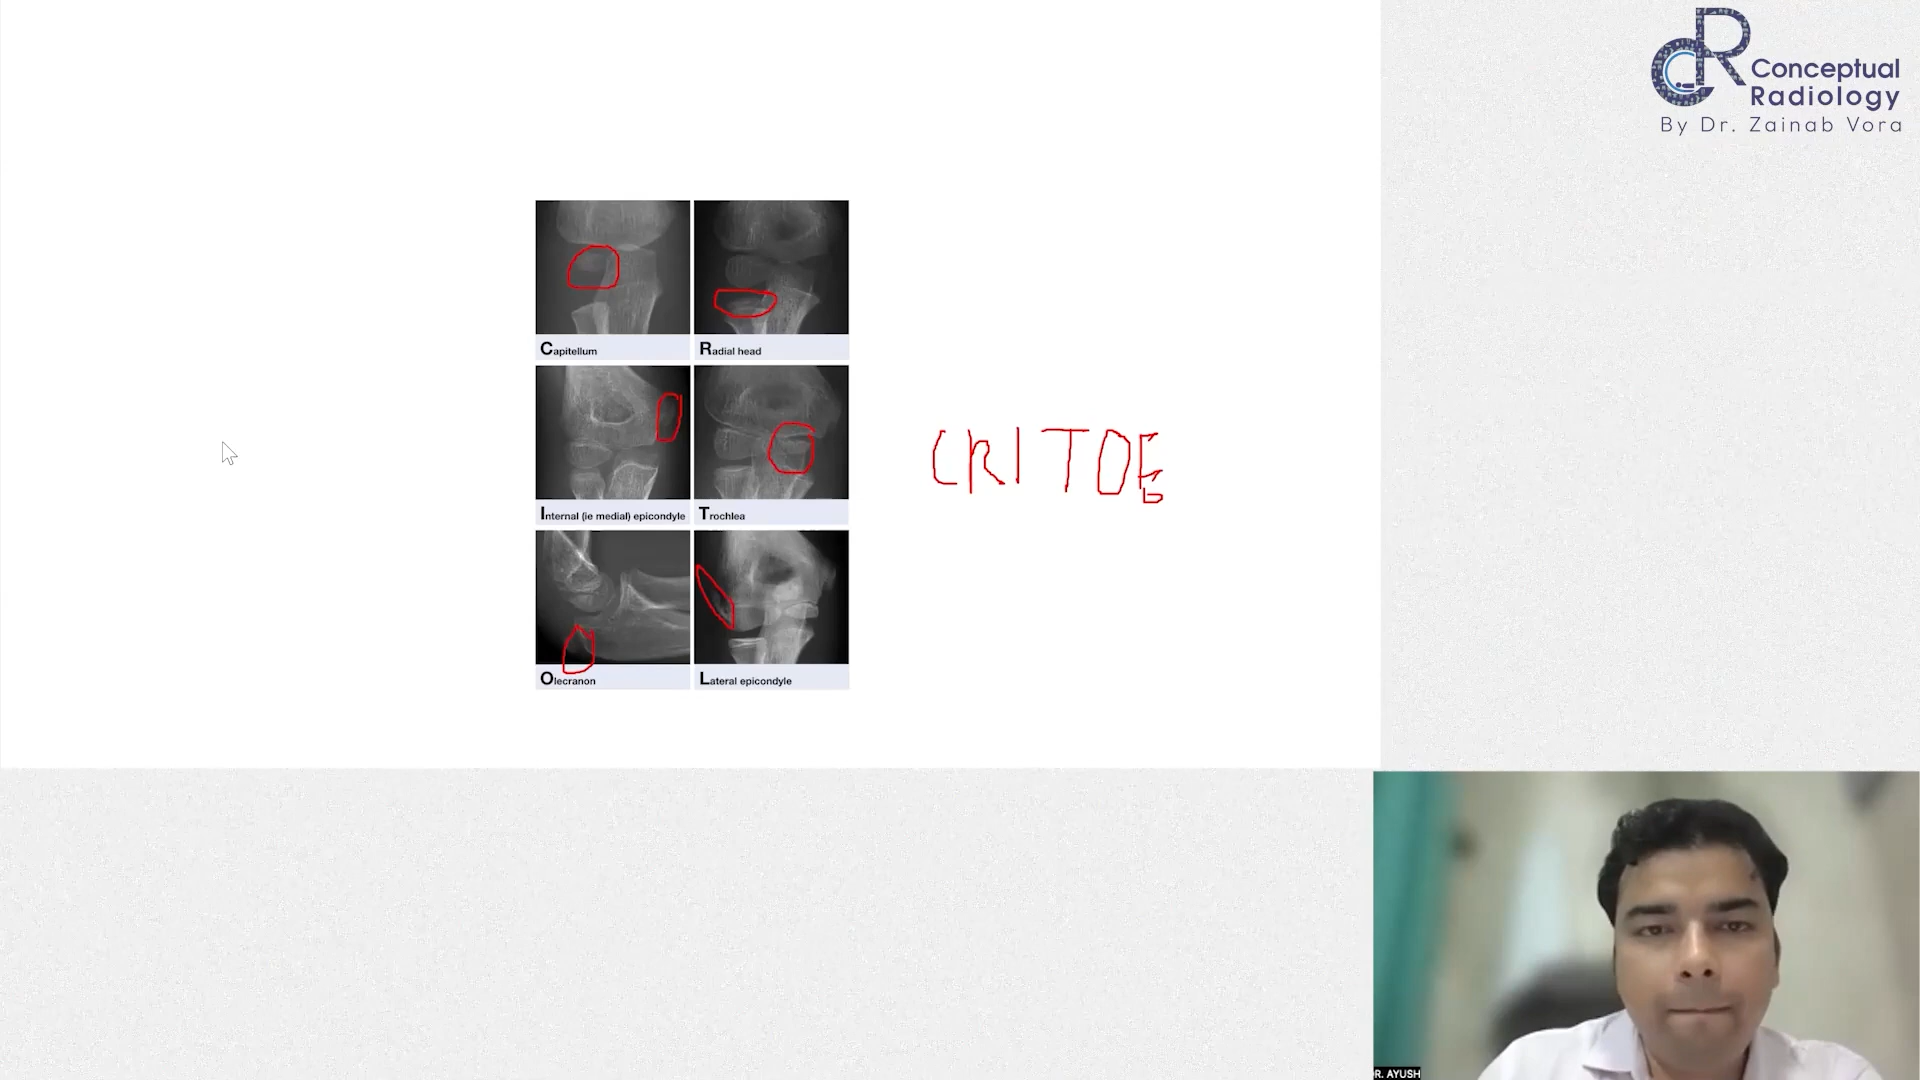 Conceptual
Radiology
By Dr. Zainab Vora
Capitellum
Radial head
Internal (ie medial) epicondyle
Trochlea
CRITOE
Olecranon
Lateral epicondyle
DR. AYUSH